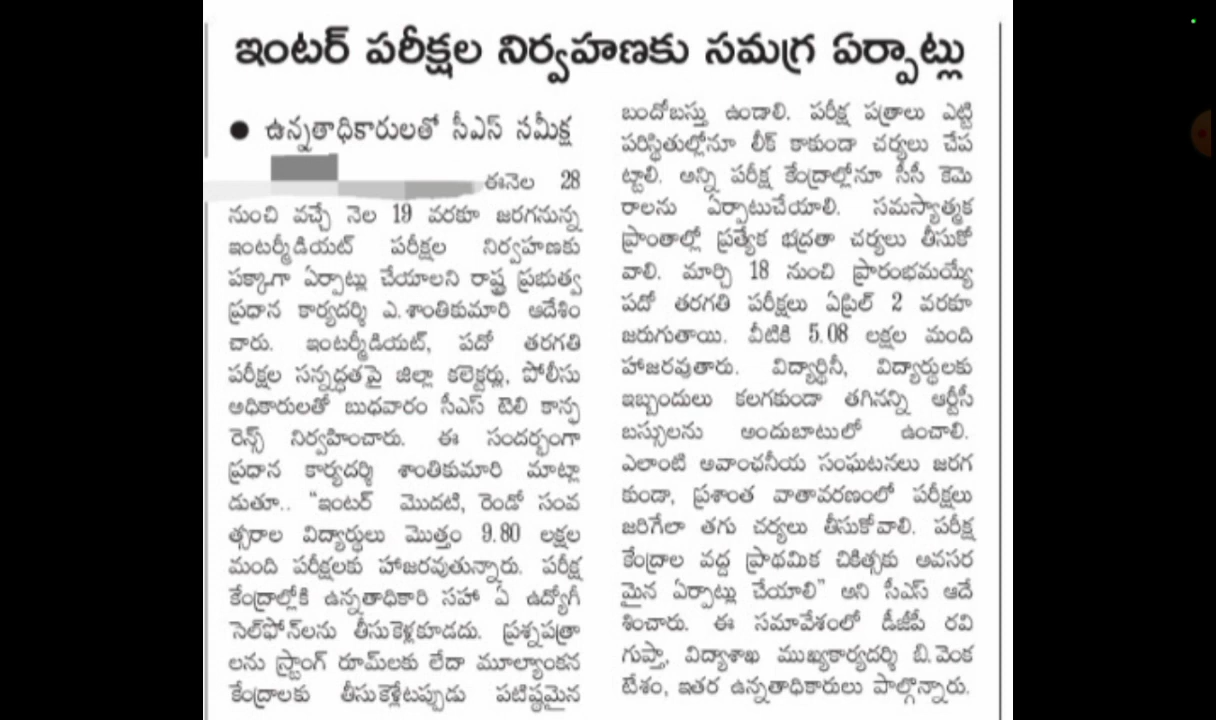 ఇంటర్ పరీక్షల నిర్వహణకు సమగ్ర ఏర్పాట్లు
● ఉన్నతాధికారులతో సీఎస్ సమీక్ష
ఈనెల 28
నుంచి వచ్చే నెల 19 వరకూ జరగనున్న
ఇంటర్మీడియట్ పరీక్షల నిర్వహణకు
పక్కాగా ఏర్పాట్లు చేయాలని రాష్ట్ర ప్రభుత్వ
ప్రధాన కార్యదర్శి ఎ.శాంతికుమారి ఆదేశిం
చారు. ఇంటర్మీడియట్, పదో తరగతి
పరీక్షల సన్నద్ధతపై జిల్లా కలెక్టర్లు, పోలీసు
అధికారులతో బుధవారం సీఎస్ టెలి కాన్ఫ
రెన్స్ నిర్వహించారు. ఈ సందర్భంగా
ప్రధాన కార్యదర్శి శాంతికుమారి మాట్లా
డుతూ.. “ఇంటర్ మొదటి, రెండో సంవ
త్సరాల విద్యార్థులు మొత్తం 9.80 లక్షల
మంది పరీక్షలకు హాజరవుతున్నారు. పరీక్ష
కేంద్రాల్లోకి ఉన్నతాధికారి సహా ఏ ఉద్యోగీ
సెల్‌ఫోన్‌లను తీసుకెళ్లకూడదు. ప్రశ్నపత్రా
లను స్ట్రాంగ్ రూమ్‌లకు లేదా మూల్యాంకన
కేంద్రాలకు తీసుకెళ్లేటప్పుడు పటిష్ఠమైన
బందోబస్తు ఉండాలి. పరీక్ష పత్రాలు ఎట్టి
పరిస్థితుల్లోనూ లీక్ కాకుండా చర్యలు చేప
ట్టాలి. అన్ని పరీక్ష కేంద్రాల్లోనూ సీసీ కెమె
రాలను ఏర్పాటుచేయాలి. సమస్యాత్మక
ప్రాంతాల్లో ప్రత్యేక భద్రతా చర్యలు తీసుకో
వాలి. మార్చి 18 నుంచి ప్రారంభమయ్యే
పదో తరగతి పరీక్షలు ఏప్రిల్ 2 వరకూ
జరుగుతాయి. వీటికి 5.08 లక్షల మంది
హాజరవుతారు. విద్యార్థినీ, విద్యార్థులకు
ఇబ్బందులు కలగకుండా తగినన్ని ఆర్టీసీ
బస్సులను అందుబాటులో ఉంచాలి.
ఎలాంటి అవాంఛనీయ సంఘటనలు జరగ
కుండా, ప్రశాంత వాతావరణంలో పరీక్షలు
జరిగేలా తగు చర్యలు తీసుకోవాలి. పరీక్ష
కేంద్రాల వద్ద ప్రాథమిక చికిత్సకు అవసర
మైన ఏర్పాట్లు చేయాలి” అని సీఎస్ ఆదే
శించారు. ఈ సమావేశంలో డీజీపీ రవి
గుప్తా, విద్యాశాఖ ముఖ్యకార్యదర్శి బి.వెంక
టేశం, ఇతర ఉన్నతాధికారులు పాల్గొన్నారు.